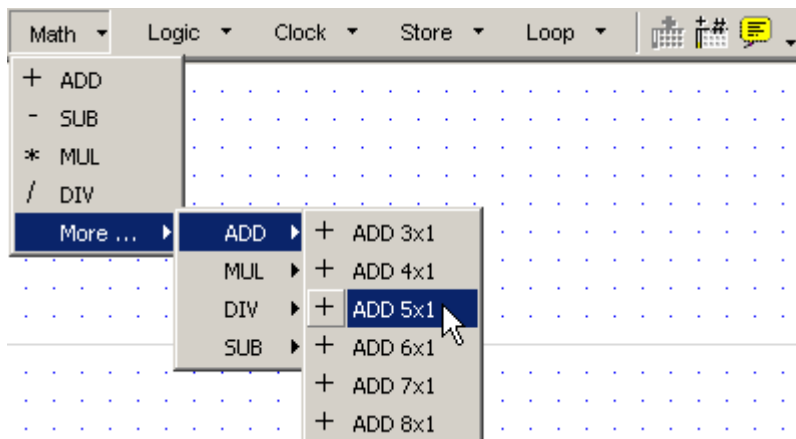 Math Logic Clock Store Loop
+ ADD
- SUB
* MUL
/ DIV
More ...
ADD
MUL
DIV
SUB
+ ADD 3x1
+ ADD 4x1
+ ADD 5x1
+ ADD 6x1
+ ADD 7x1
+ ADD 8x1